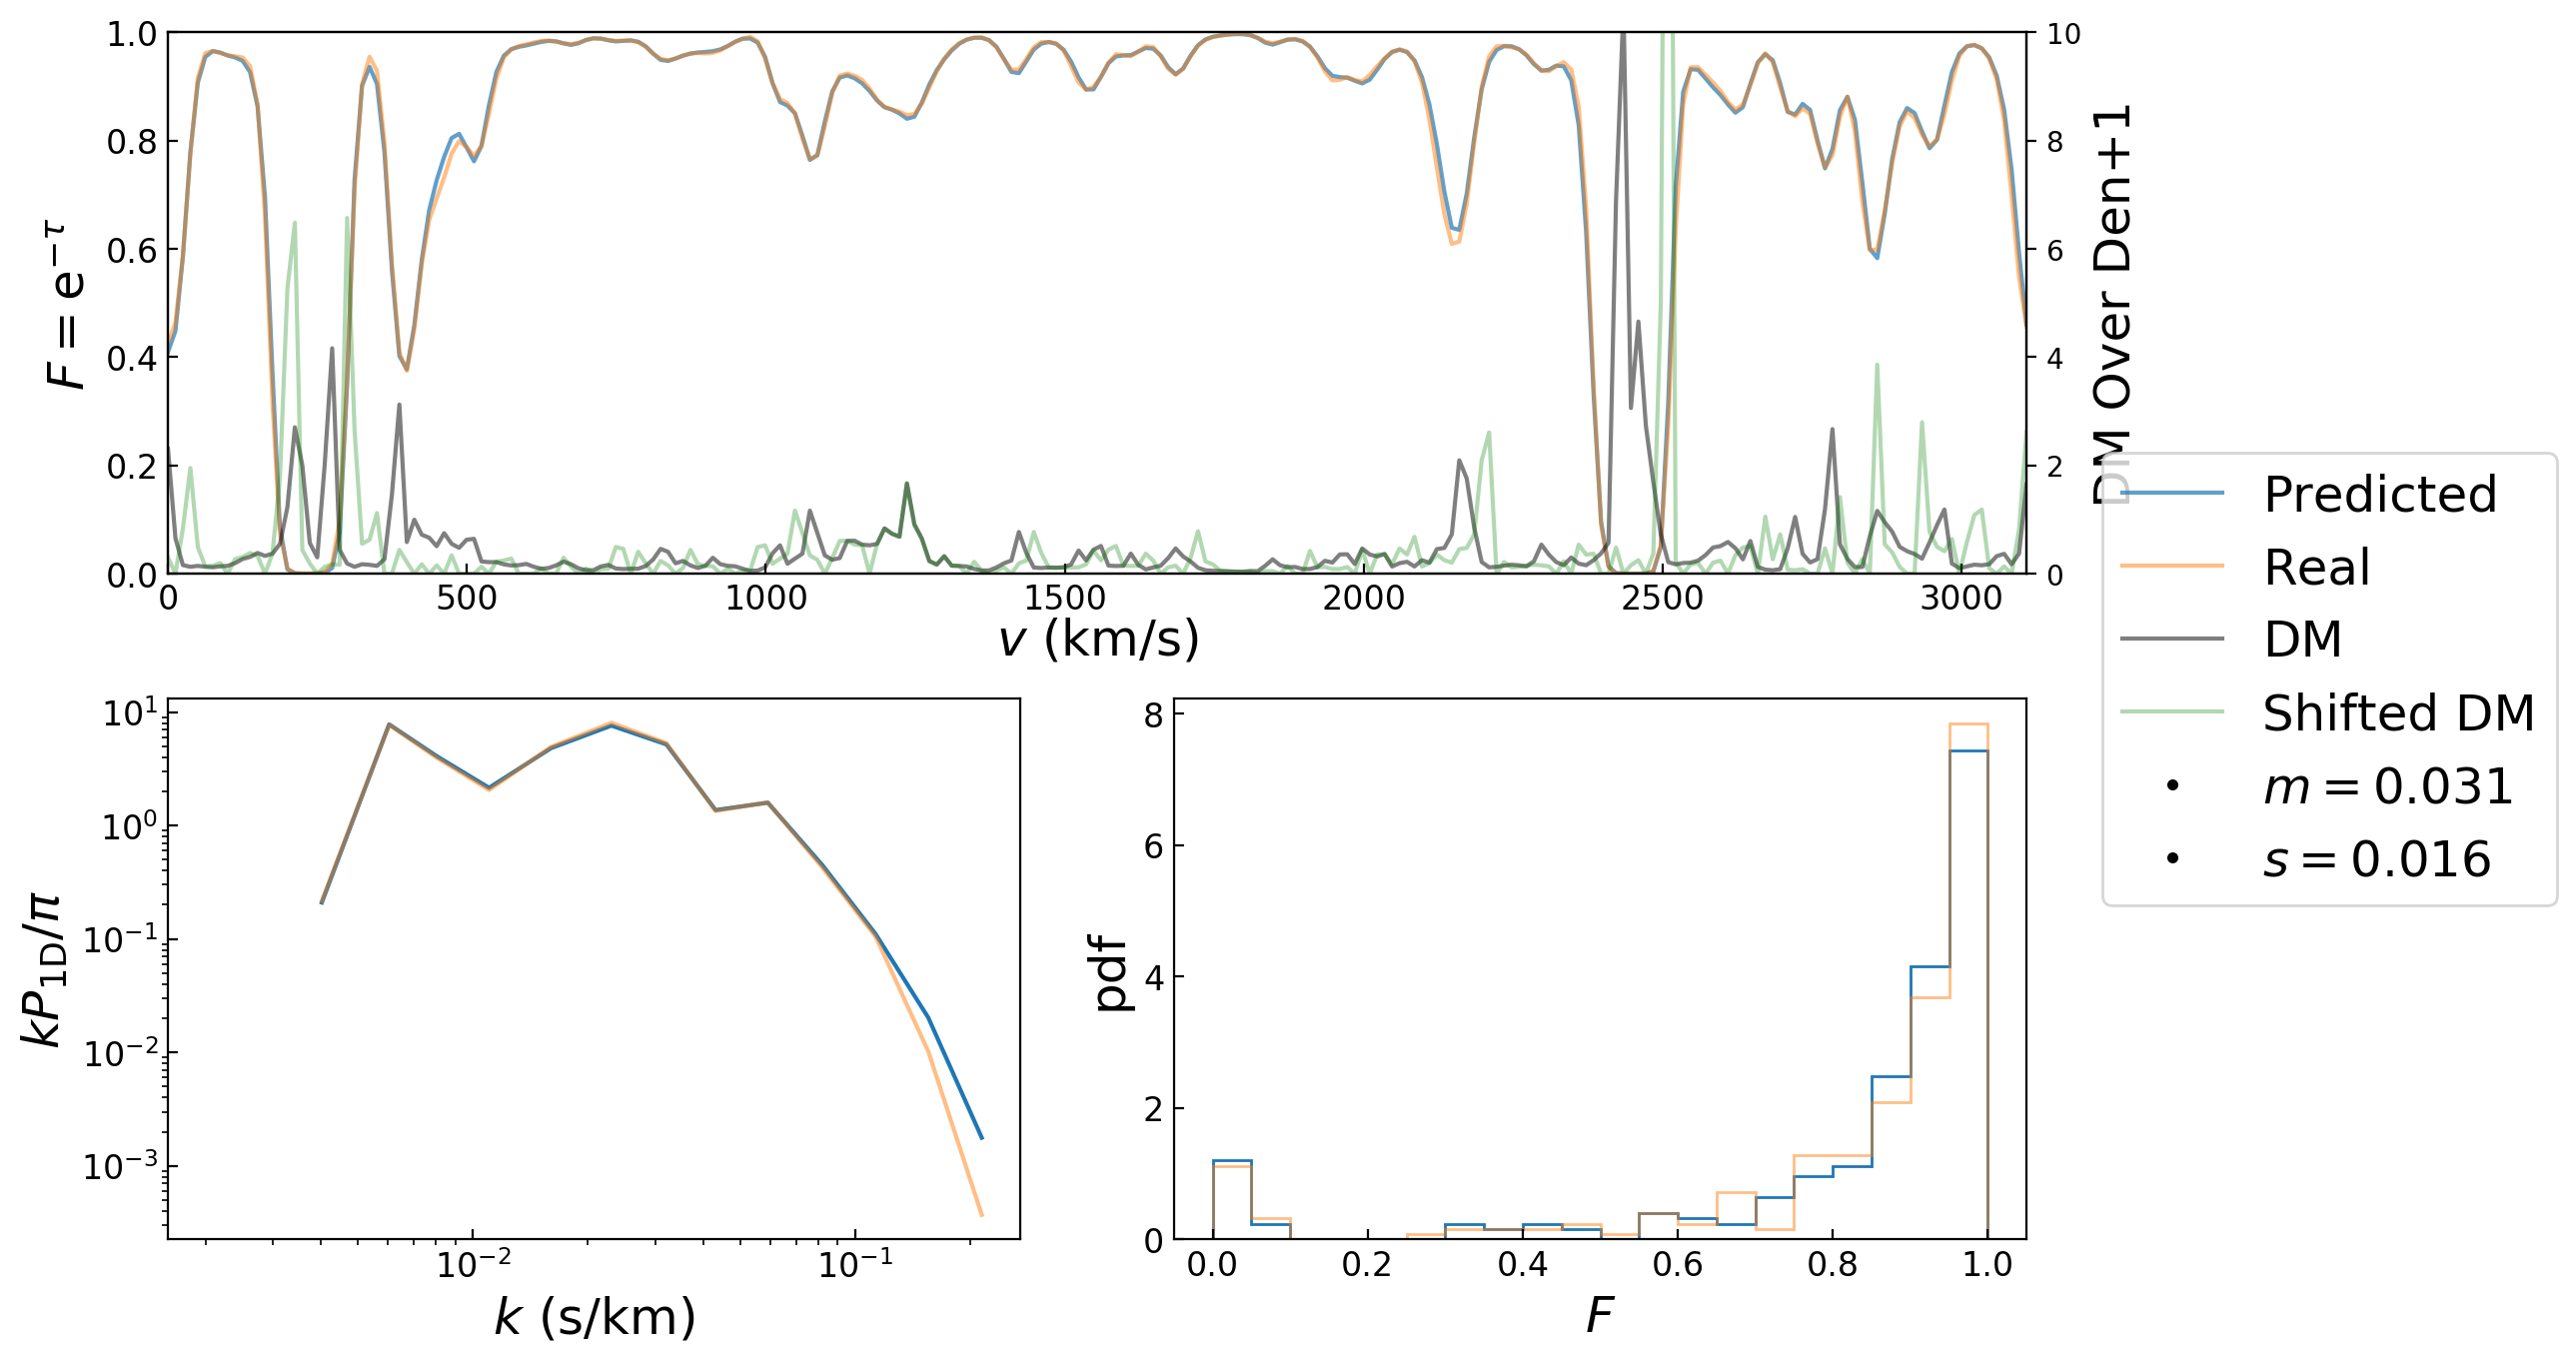 1.0
0.8
0.6
0.4
0.2
0.0
F = e^{-τ}
10
8
6
4
2
0
DM Over Den+1
0 500 1000 1500 2000 2500 3000
v (km/s)
Predicted
Real
DM
Shifted DM
m = 0.031
s = 0.016
10^1
10^0
10^{-1}
10^{-2}
10^{-3}
kP_{1D}/π
10^{-2} 10^{-1}
k (s/km)
8
6
4
2
0
pdf
0.0 0.2 0.4 0.6 0.8 1.0
F